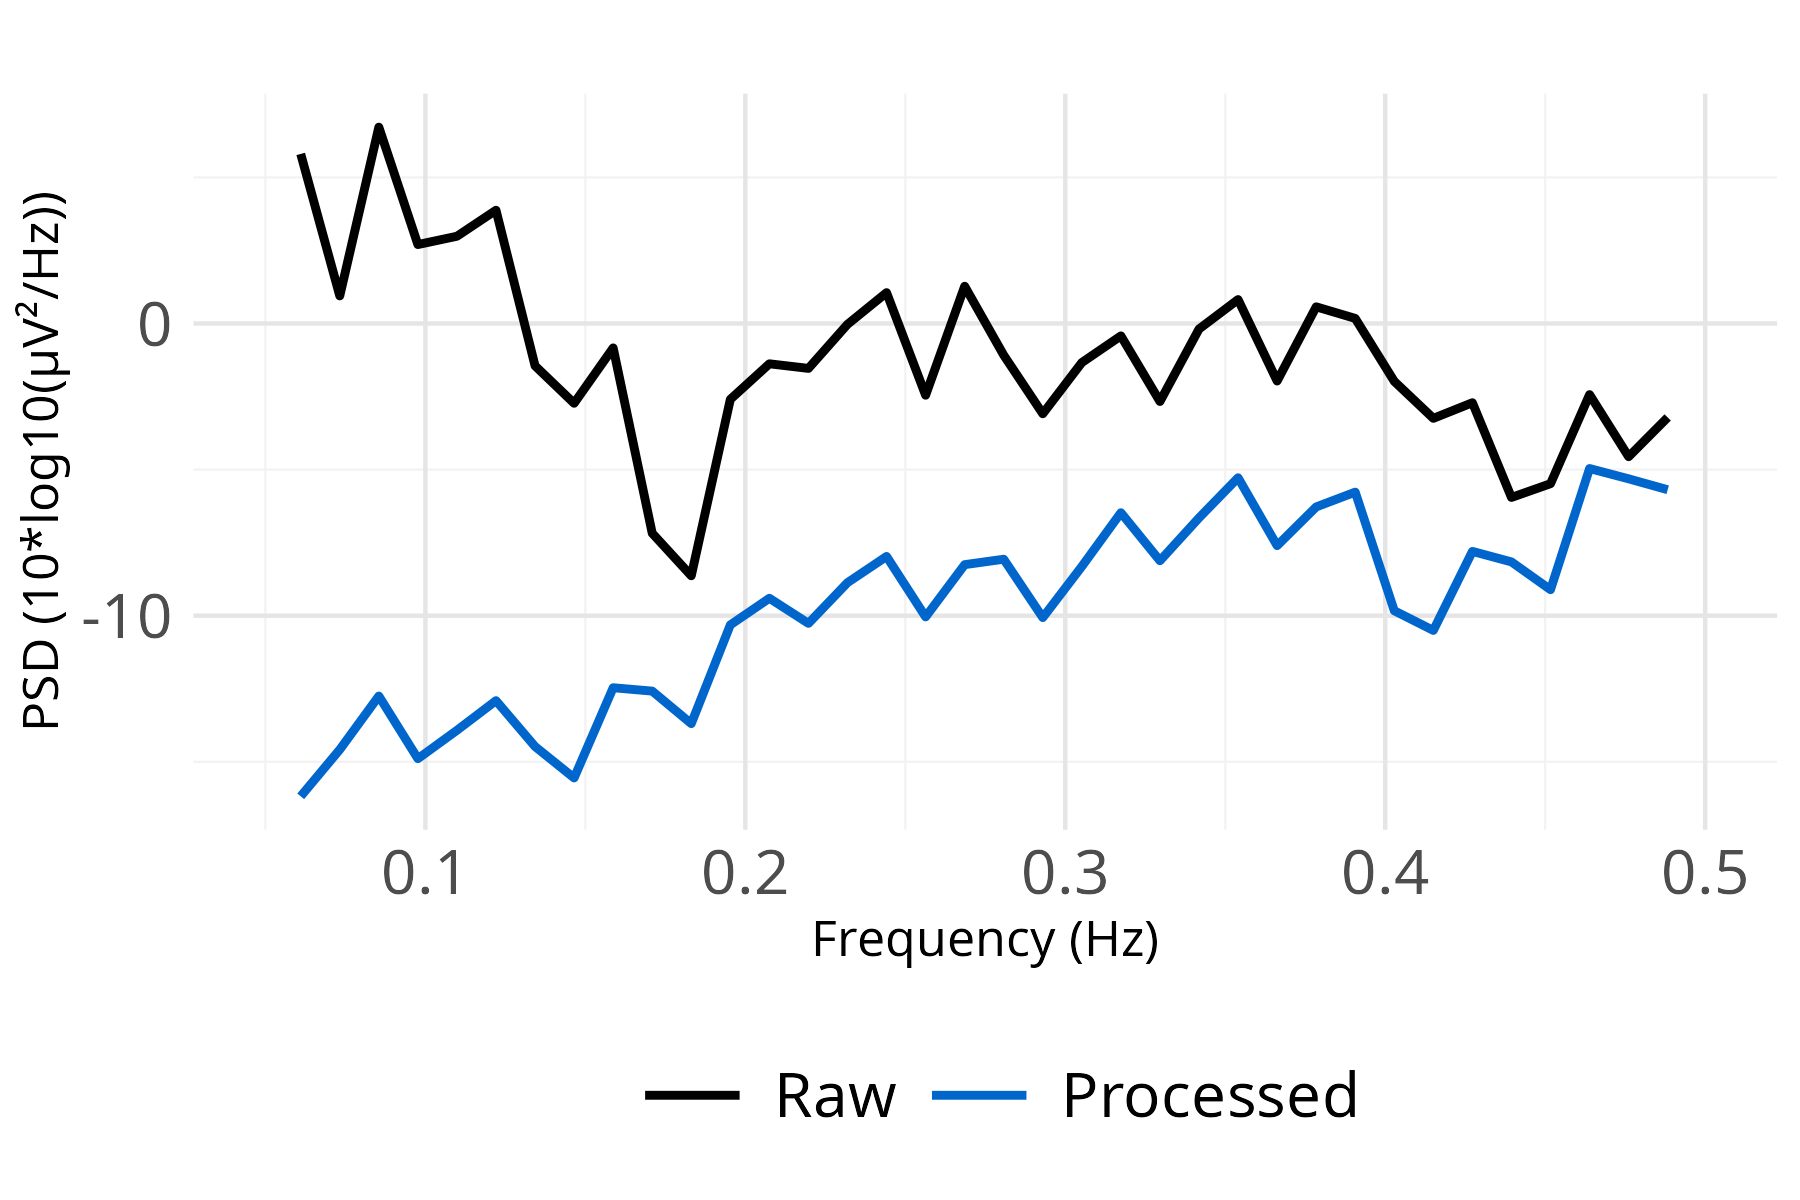 PSD (10*log10(µV²/Hz))
0
-10
0.1 0.2 0.3 0.4 0.5
Frequency (Hz)
Raw Processed